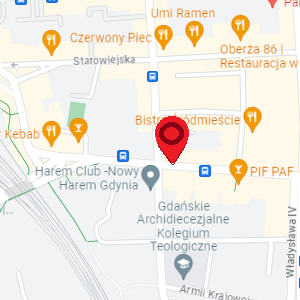 Umi Ramen
Pa
Czerwony Piec
Oberża 86 |
Restauracja w
Starowiejska
Bistro Śródmieście
Kebab
Harem Club -Nowy
Harem Gdynia
PIF PAF
Gdańskie
Archidiecezjalne
Kolegium
Teologiczne
Władysława IV
Armii Krajowej